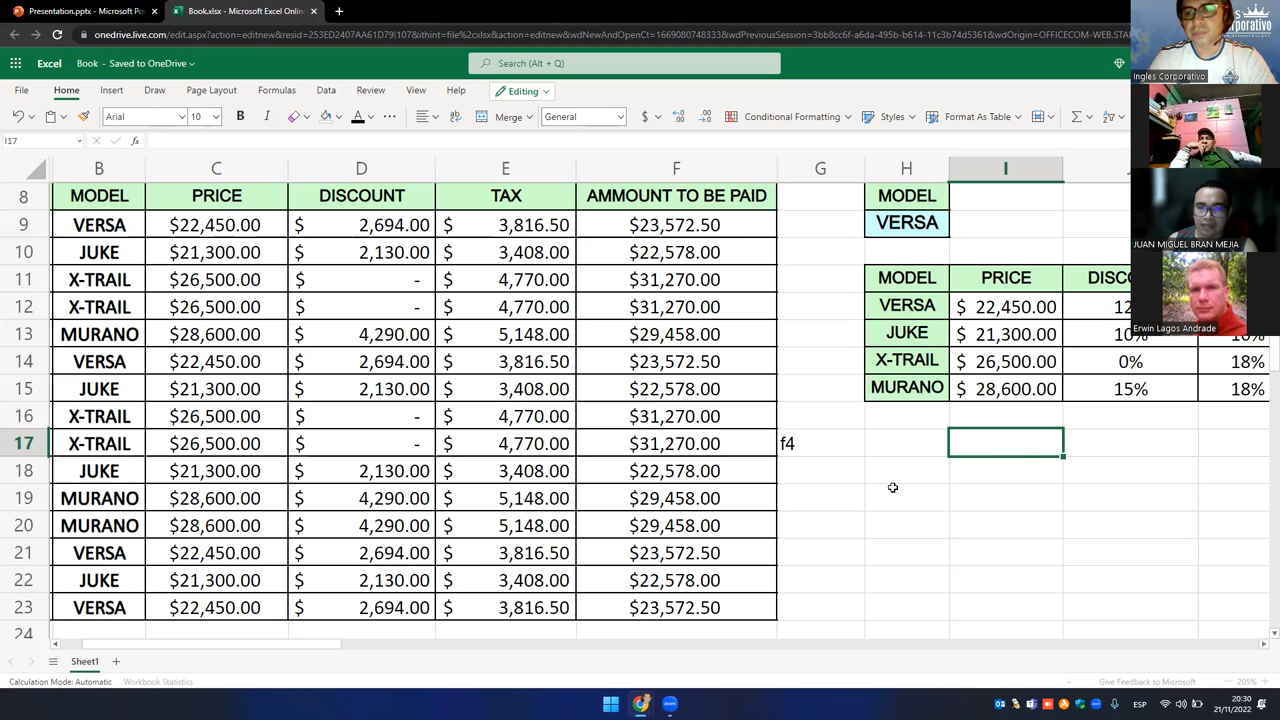 Presentation.pptx - Microsoft Po
Book.xlsx - Microsoft Excel Onlin
Excel
Book - Saved to OneDrive
Search (Alt + Q)
File Home Insert Draw Page Layout Formulas Data Review View Help Editing
Arial 10 B I A Merge General $ Conditional Formatting Styles Format As Table
I17 fx
B C D E F G H I
8 MODEL PRICE DISCOUNT TAX AMMOUNT TO BE PAID MODEL
9 VERSA $22,450.00 $ 2,694.00 $ 3,816.50 $23,572.50 VERSA
10 JUKE $21,300.00 $ 2,130.00 $ 3,408.00 $22,578.00
11 X-TRAIL $26,500.00 $ - $ 4,770.00 $31,270.00 MODEL PRICE DISCO
12 X-TRAIL $26,500.00 $ - $ 4,770.00 $31,270.00 VERSA $ 22,450.00 12
13 MURANO $28,600.00 $ 4,290.00 $ 5,148.00 $29,458.00 JUKE $ 21,300.00 10%
14 VERSA $22,450.00 $ 2,694.00 $ 3,816.50 $23,572.50 X-TRAIL $ 26,500.00 0% 18%
15 JUKE $21,300.00 $ 2,130.00 $ 3,408.00 $22,578.00 MURANO $ 28,600.00 15% 18%
16 X-TRAIL $26,500.00 $ - $ 4,770.00 $31,270.00
17 X-TRAIL $26,500.00 $ - $ 4,770.00 $31,270.00 f4
18 JUKE $21,300.00 $ 2,130.00 $ 3,408.00 $22,578.00
19 MURANO $28,600.00 $ 4,290.00 $ 5,148.00 $29,458.00
20 MURANO $28,600.00 $ 4,290.00 $ 5,148.00 $29,458.00
21 VERSA $22,450.00 $ 2,694.00 $ 3,816.50 $23,572.50
22 JUKE $21,300.00 $ 2,130.00 $ 3,408.00 $22,578.00
23 VERSA $22,450.00 $ 2,694.00 $ 3,816.50 $23,572.50
24
Sheet1
Calculation Mode: Automatic Workbook Statistics Give Feedback to Microsoft 205%
ESP 20:30
21/11/2022
Ingles Corporativo
JUAN MIGUEL BRAN MEJIA
Erwin Lagos Andrade